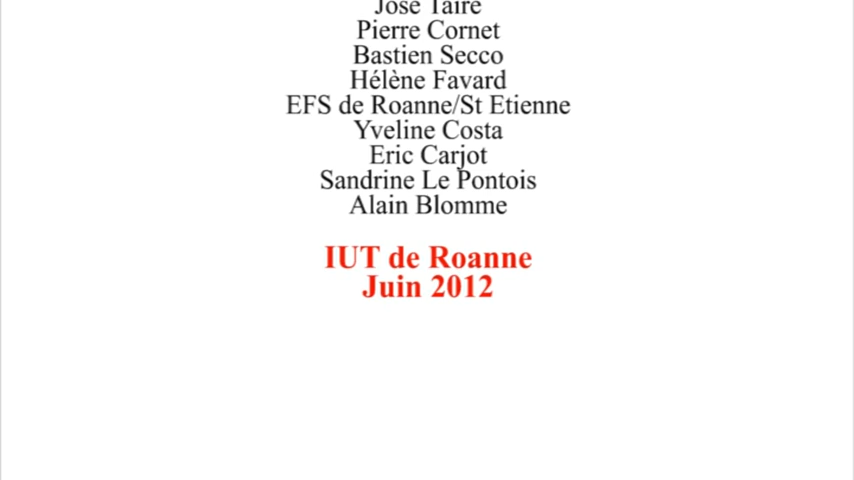 José Taire
Pierre Cornet
Bastien Secco
Hélène Favard
EFS de Roanne/St Etienne
Yveline Costa
Eric Carjot
Sandrine Le Pontois
Alain Blomme
IUT de Roanne
Juin 2012